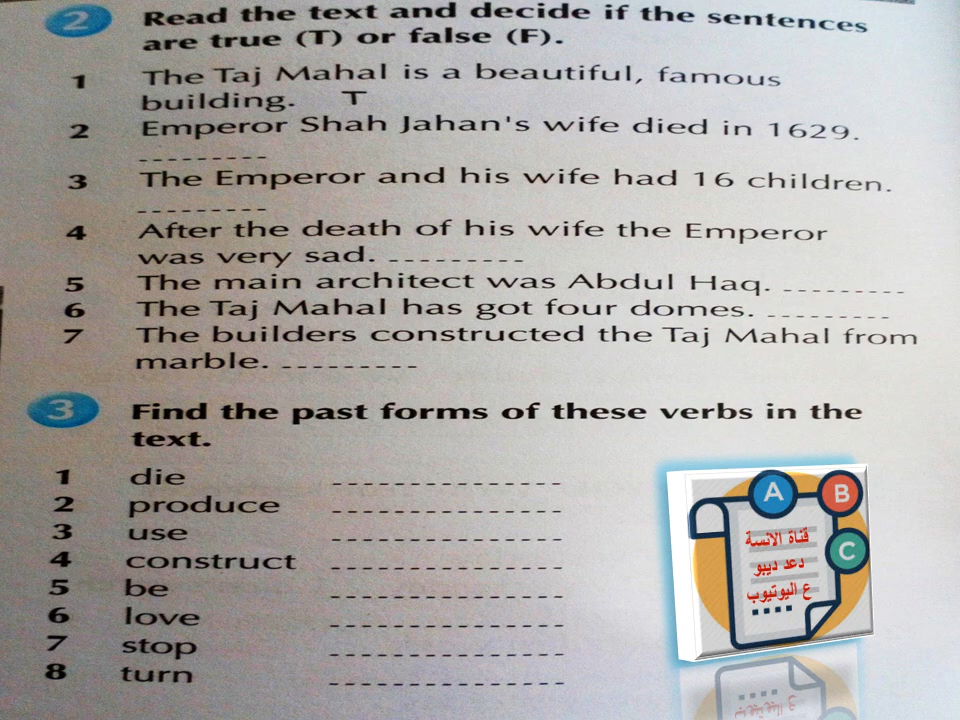 2 Read the text and decide if the sentences
are true (T) or false (F).
1 The Taj Mahal is a beautiful, famous
building. T
2 Emperor Shah Jahan's wife died in 1629.
---------
3 The Emperor and his wife had 16 children.
---------
4 After the death of his wife the Emperor
was very sad. ---------
5 The main architect was Abdul Haq. ---------
6 The Taj Mahal has got four domes. ---------
7 The builders constructed the Taj Mahal from
marble. ---------
3 Find the past forms of these verbs in the
text.
1 die ---------------
2 produce ---------------
3 use ---------------
4 construct ---------------
5 be ---------------
6 love ---------------
7 stop ---------------
8 turn ---------------
A B
C
قناة الانسة
دعد ديبو
ع اليوتيوب